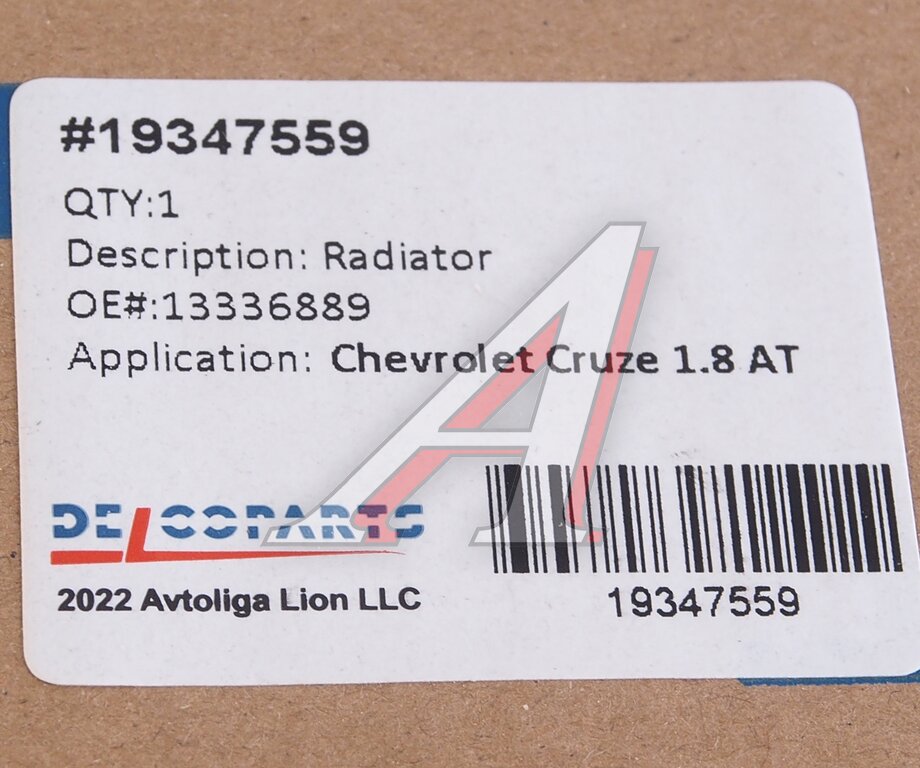 #19347559
QTY:1
Description: Radiator
OE#:13336889
Application: Chevrolet Cruze 1.8 AT
DELCOPARTS
2022 Avtoliga Lion LLC
19347559